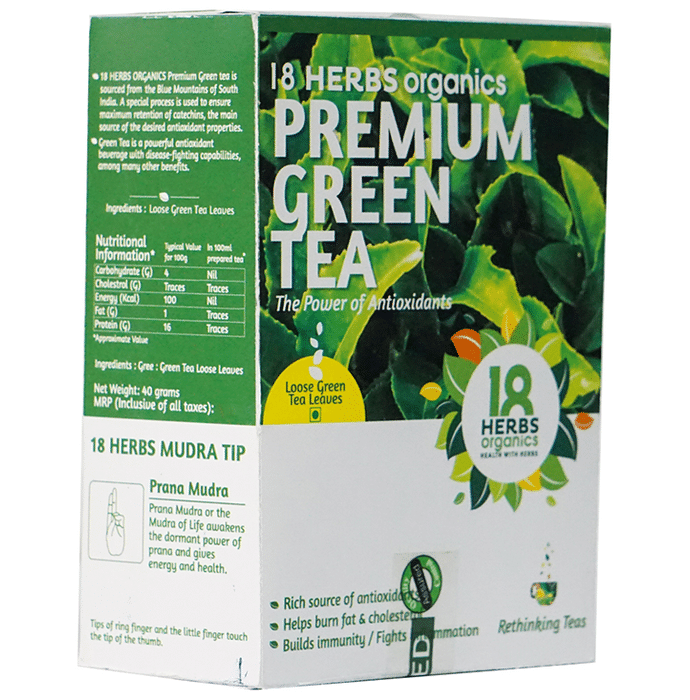 18 HERBS ORGANICS Premium Green tea is
sourced from the Blue Mountains of South
India. A special process is used to ensure
maximum retention of catechins, the main
source of the desired antioxidant properties.
Green Tea is a powerful antioxidant
beverage with disease-fighting capabilities,
among many other benefits.
Ingredients : Loose Green Tea Leaves
Nutritional Information* Typical Value for 100g In 100ml prepared tea*
Carbohydrate (G) 4 Nil
Cholestrol (G) Traces Traces
Energy (Kcal) 100 Nil
Fat (G) 1 Traces
Protein (G) 16 Traces
*Approximate Value
Ingredients : Gree : Green Tea Loose Leaves
Net Weight: 40 grams
MRP (Inclusive of all taxes):
18 HERBS MUDRA TIP
Prana Mudra
Prana Mudra or the
Mudra of Life awakens
the dormant power of
prana and gives
energy and health.
Tips of ring finger and the little finger touch
the tip of the thumb.
18 HERBS organics
PREMIUM
GREEN
TEA
The Power of Antioxidants
Loose Green
Tea Leaves
18
HERBS
organics
HEALTH WITH HERBS
Rich source of antioxidants
Helps burn fat & cholest
Builds immunity / Fights mmation
ED
Rethinking Teas